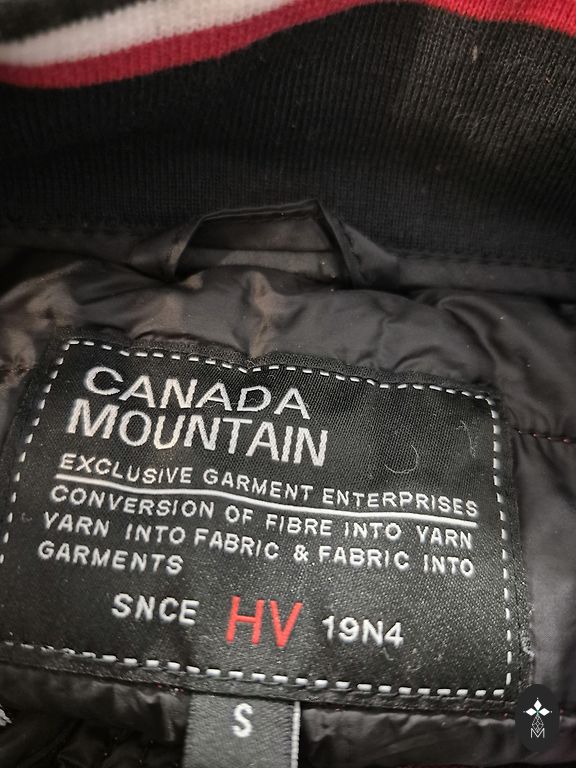 CANADA
MOUNTAIN
EXCLUSIVE GARMENT ENTERPRISES
CONVERSION OF FIBRE INTO YARN
YARN INTO FABRIC & FABRIC INTO
GARMENTS
SNCE HV 19N4
S
M